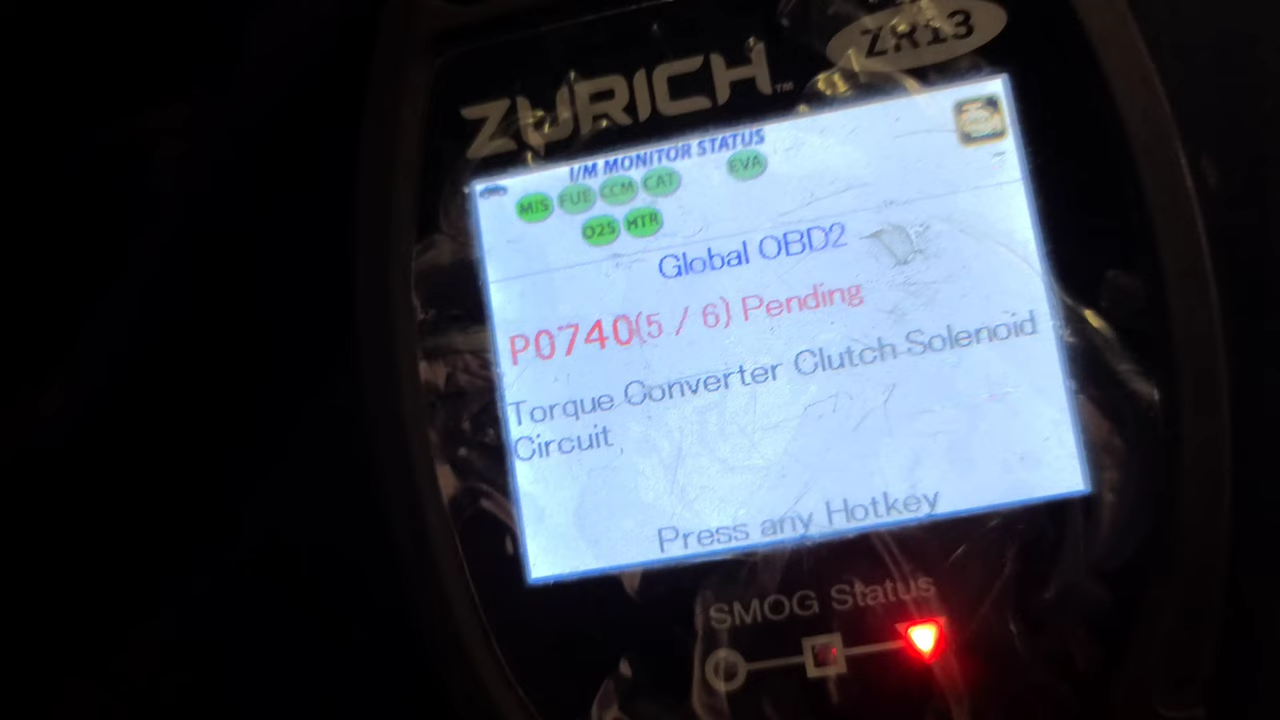 ZR13
ZURICH™
I/M MONITOR STATUS
MIS FUE CCM CAT EVA
O2S HTR
Global OBD2
P0740(5 / 6) Pending
Torque Converter Clutch Solenoid
Circuit
Press any Hotkey
SMOG Status